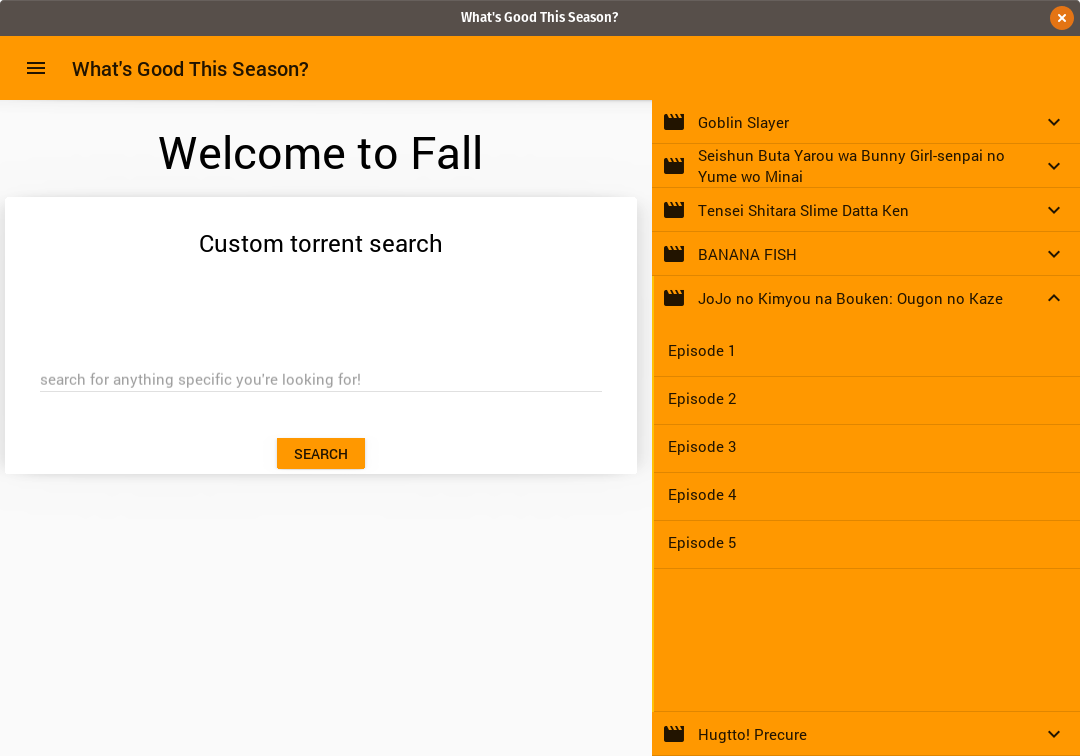 What's Good This Season?
What's Good This Season?
Welcome to Fall
Custom torrent search
search for anything specific you're looking for!
SEARCH
Goblin Slayer
Seishun Buta Yarou wa Bunny Girl-senpai no
Yume wo Minai
Tensei Shitara Slime Datta Ken
BANANA FISH
JoJo no Kimyou na Bouken: Ougon no Kaze
Episode 1
Episode 2
Episode 3
Episode 4
Episode 5
Hugtto! Precure